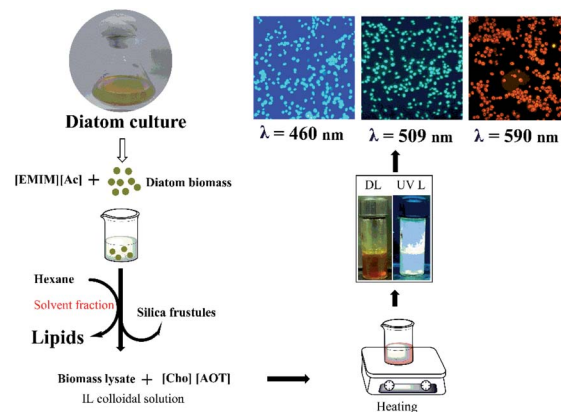 Diatom culture
[EMIM][Ac] +
Diatom biomass
Hexane
Solvent fraction
Lipids
Silica frustules
Biomass lysate + [Cho] [AOT]
IL colloidal solution
Heating
DL
UV L
λ = 460 nm
λ = 509 nm
λ = 590 nm